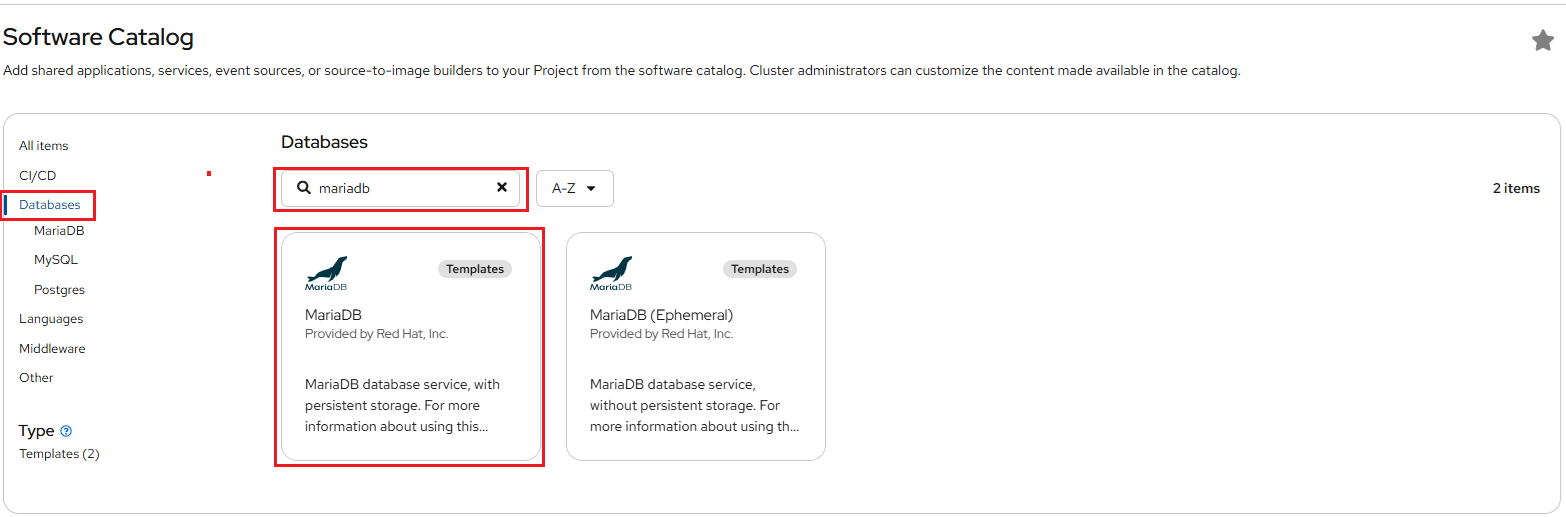 Software Catalog
Add shared applications, services, event sources, or source-to-image builders to your Project from the software catalog. Cluster administrators can customize the content made available in the catalog.
All items
CI/CD
Databases
MariaDB
MySQL
Postgres
Languages
Middleware
Other
Type
Templates (2)
Databases
mariadb
A-Z
2 items
MariaDB
Templates
MariaDB
Provided by Red Hat, Inc.
MariaDB database service, with
persistent storage. For more
information about using this...
MariaDB
Templates
MariaDB (Ephemeral)
Provided by Red Hat, Inc.
MariaDB database service,
without persistent storage. For
more information about using th...